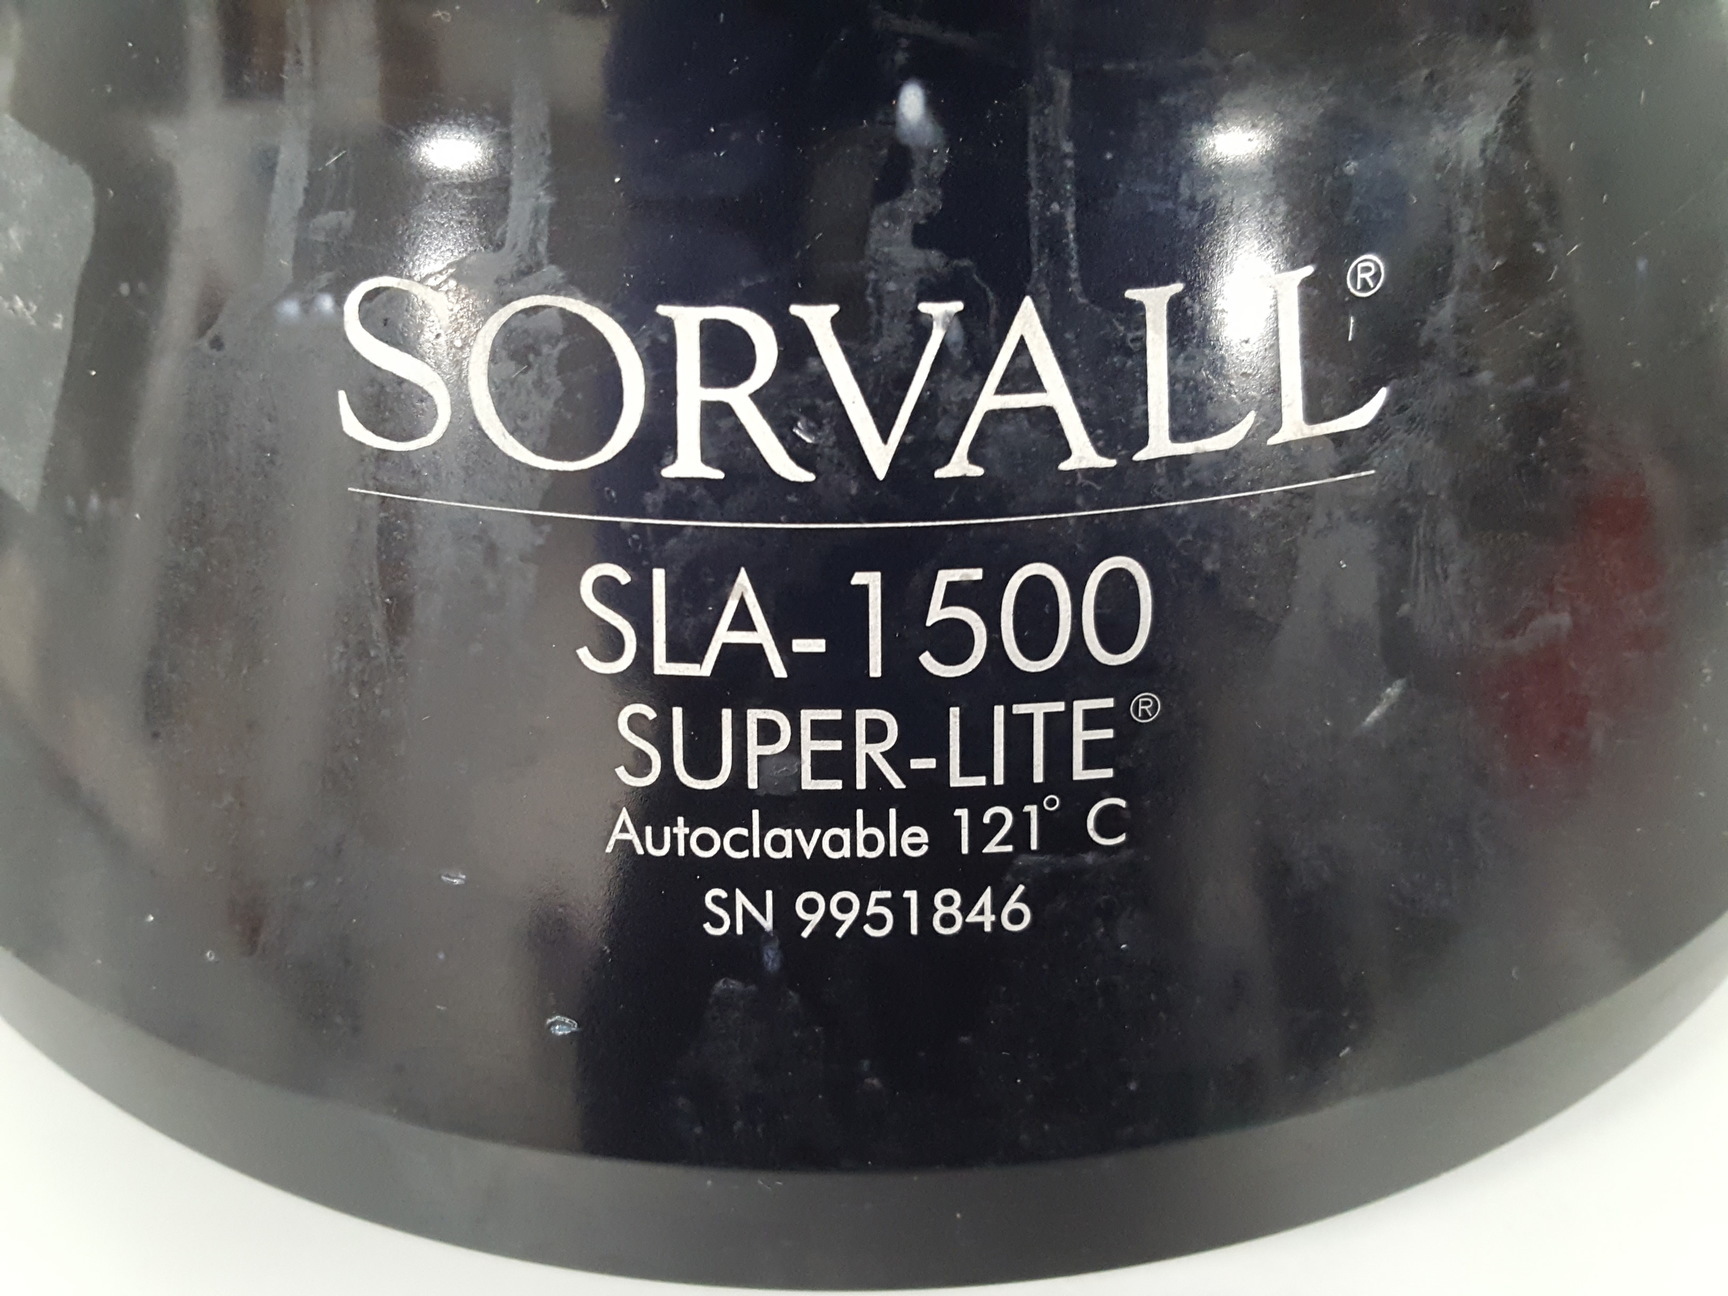 SORVALL®
SLA-1500
SUPER-LITE®
Autoclavable 121° C
SN 9951846